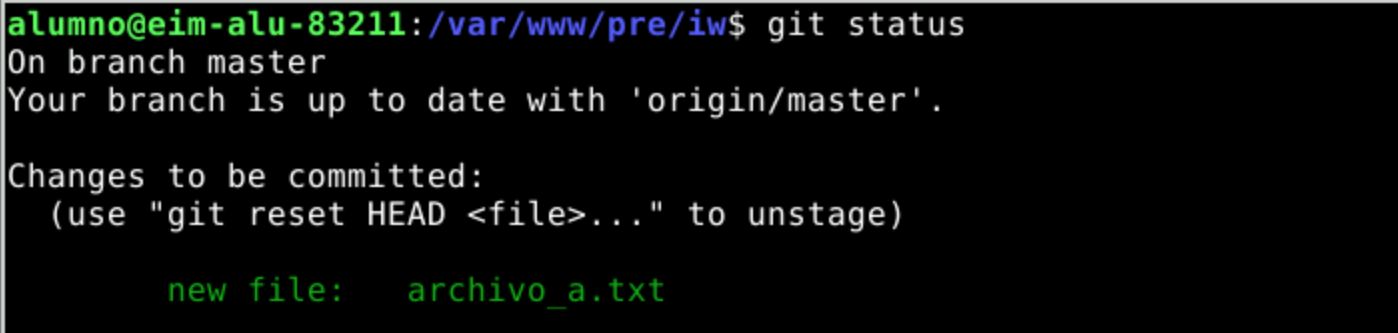 alumno@eim-alu-83211:/var/www/pre/iw$ git status
On branch master
Your branch is up to date with 'origin/master'.
Changes to be committed:
(use "git reset HEAD <file>..." to unstage)
new file: archivo_a.txt